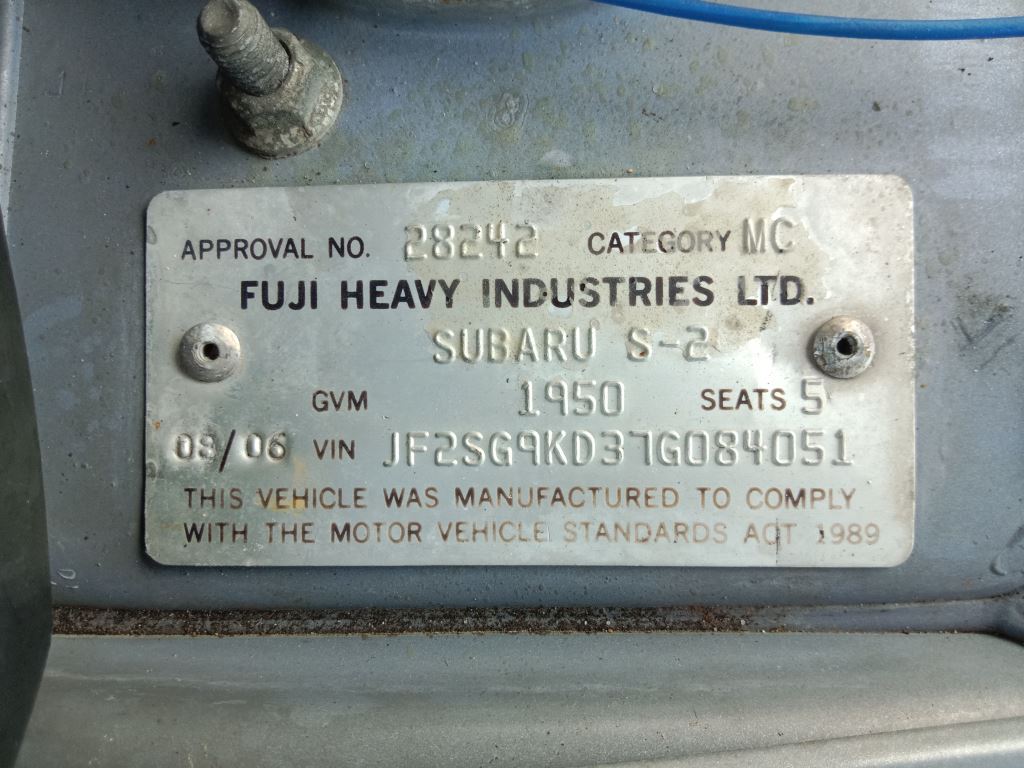 APPROVAL NO. 28242 CATEGORY MC
FUJI HEAVY INDUSTRIES LTD.
SUBARU S-2
GVM 1950 SEATS 5
03/06 VIN JF2SG9KD37G084051
THIS VEHICLE WAS MANUFACTURED TO COMPLY
WITH THE MOTOR VEHICLE STANDARDS ACT 1989